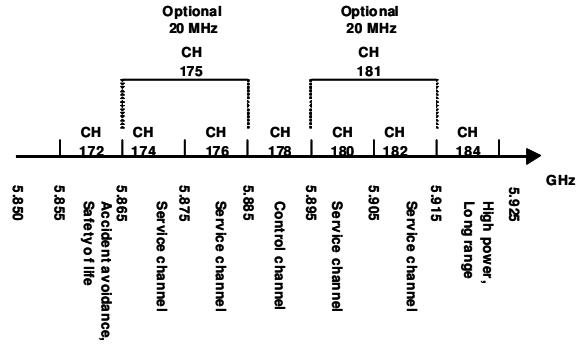 Optional
20 MHz
CH
175
Optional
20 MHz
CH
181
CH
172
CH
174
CH
176
CH
178
CH
180
CH
182
CH
184
GHz
5.850
5.855
Accident avoidance,
Safety of life
5.865
Service channel
5.875
Service channel
5.885
Control channel
5.895
Service channel
5.905
Service channel
5.915
High power,
Long range
5.925